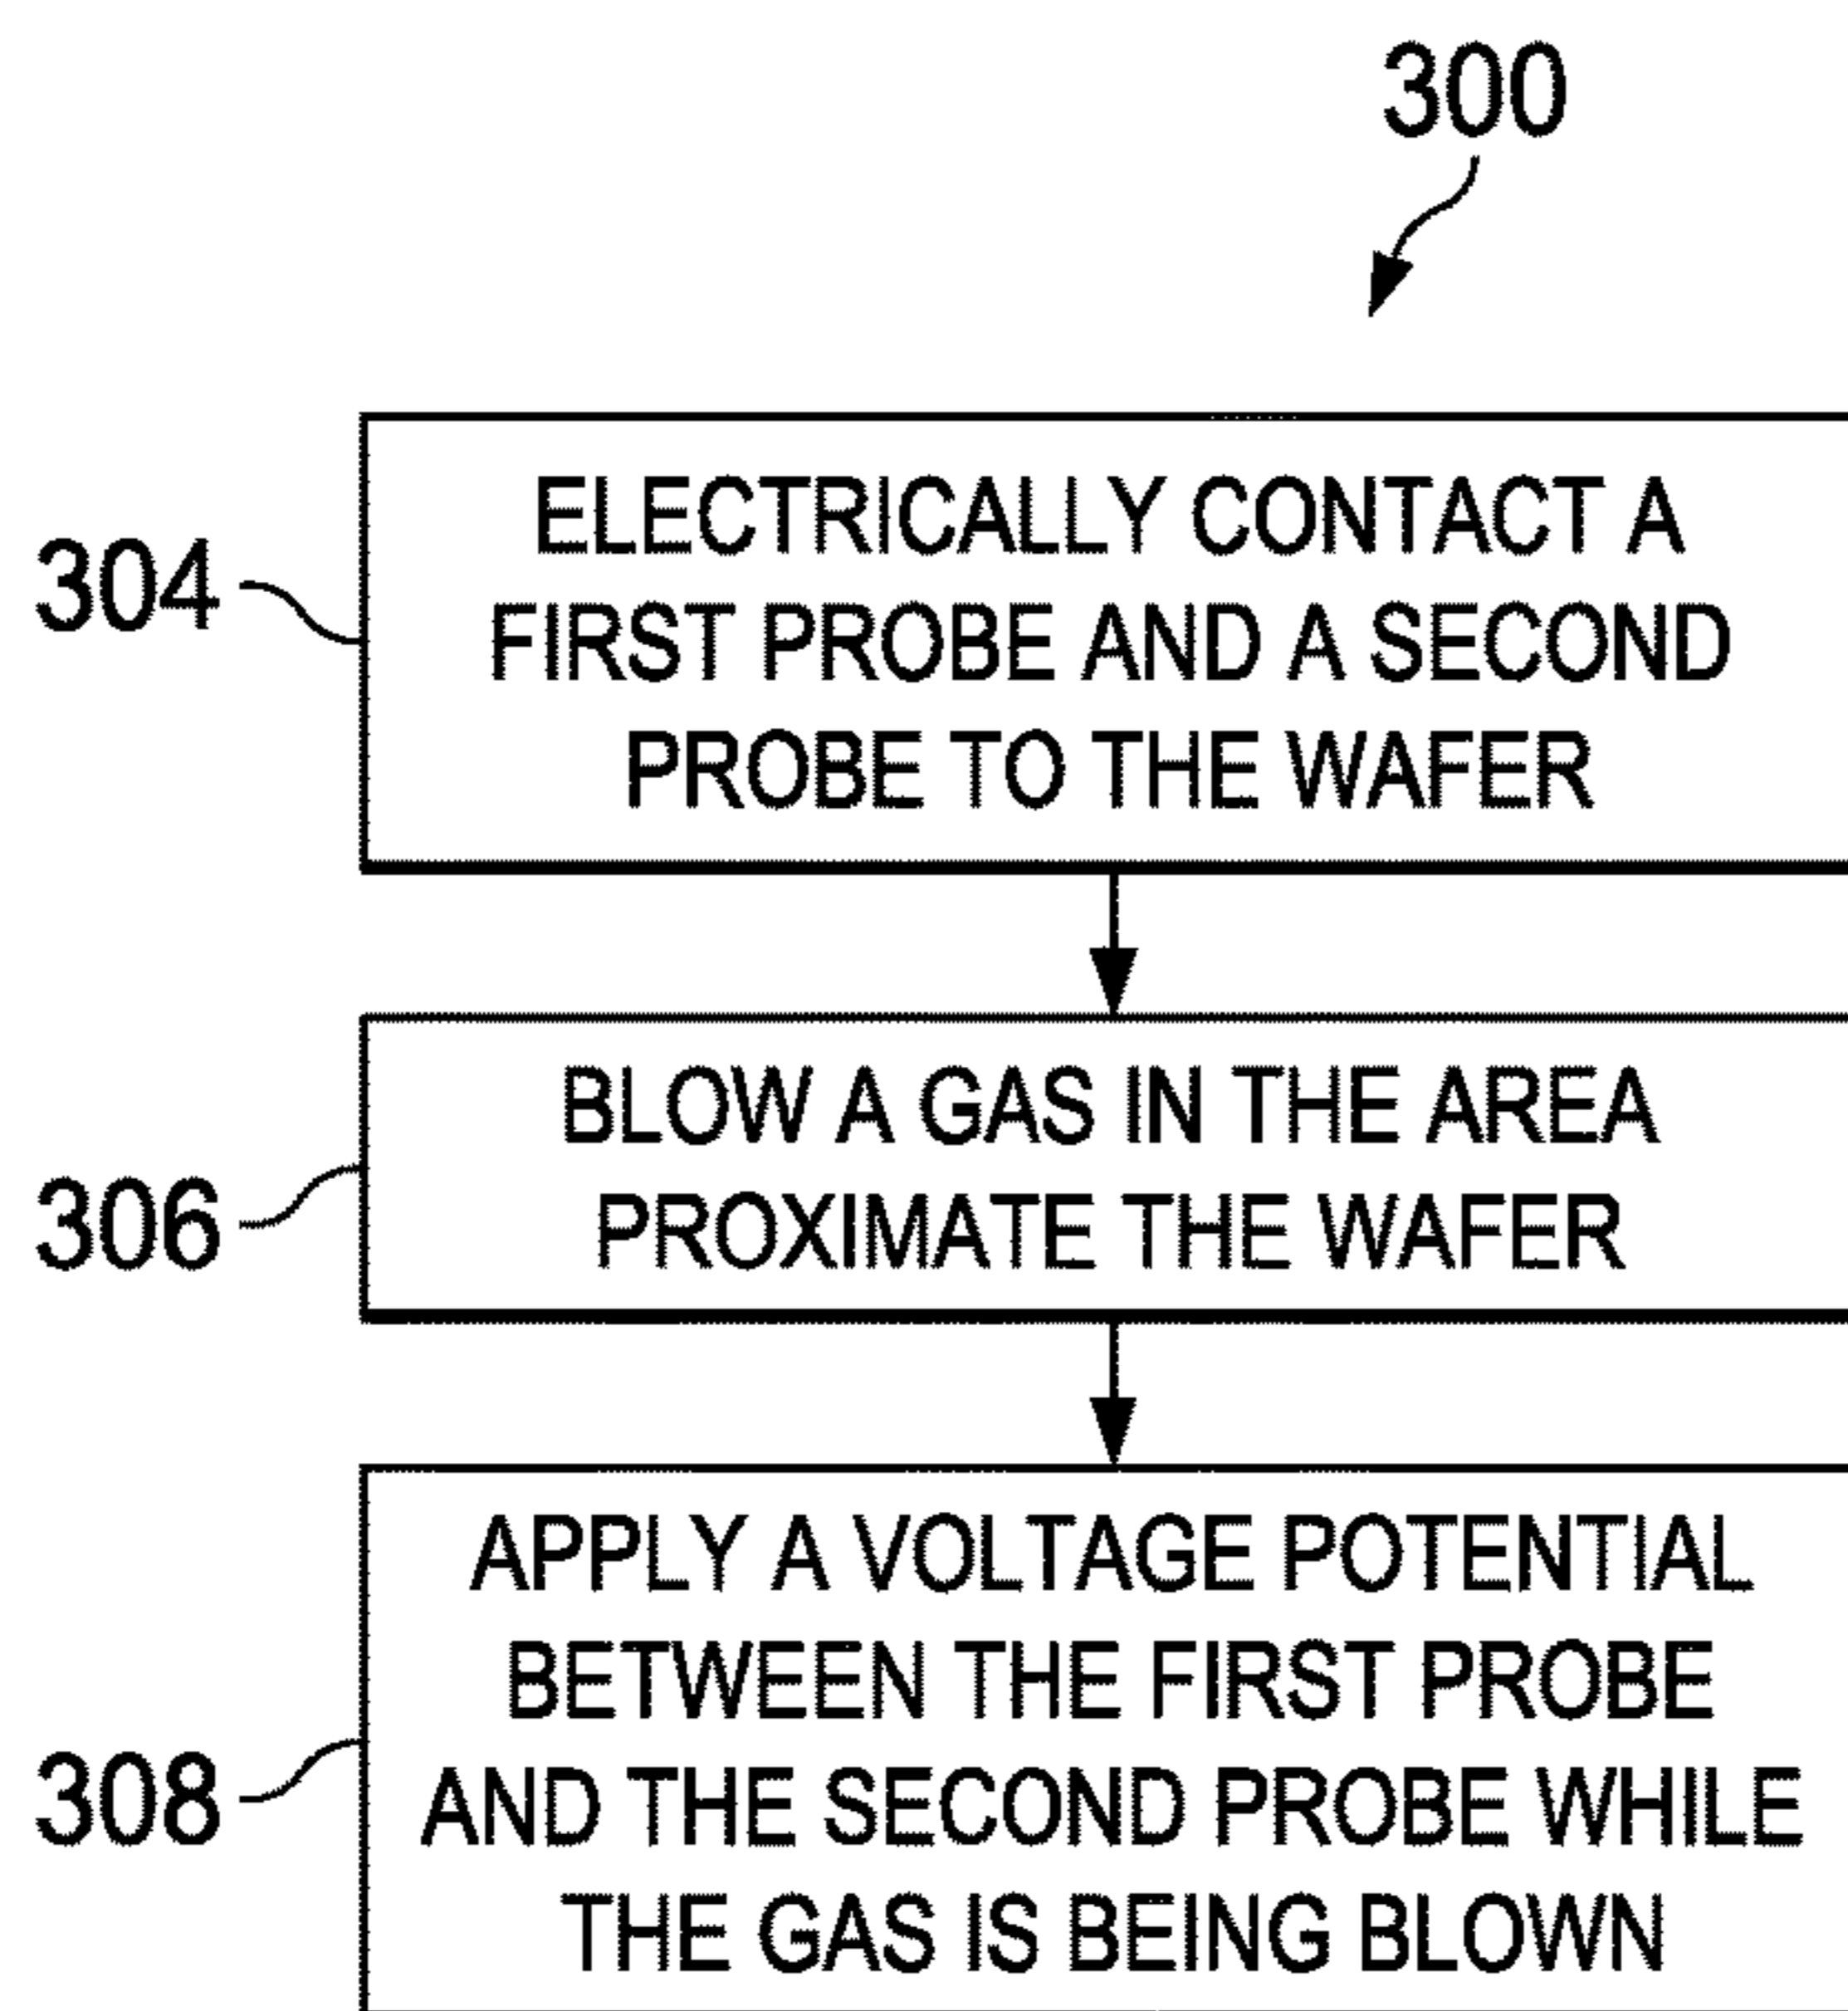 300
304
ELECTRICALLY CONTACT A
FIRST PROBE AND A SECOND
PROBE TO THE WAFER
306
BLOW A GAS IN THE AREA
PROXIMATE THE WAFER
308
APPLY A VOLTAGE POTENTIAL
BETWEEN THE FIRST PROBE
AND THE SECOND PROBE WHILE
THE GAS IS BEING BLOWN